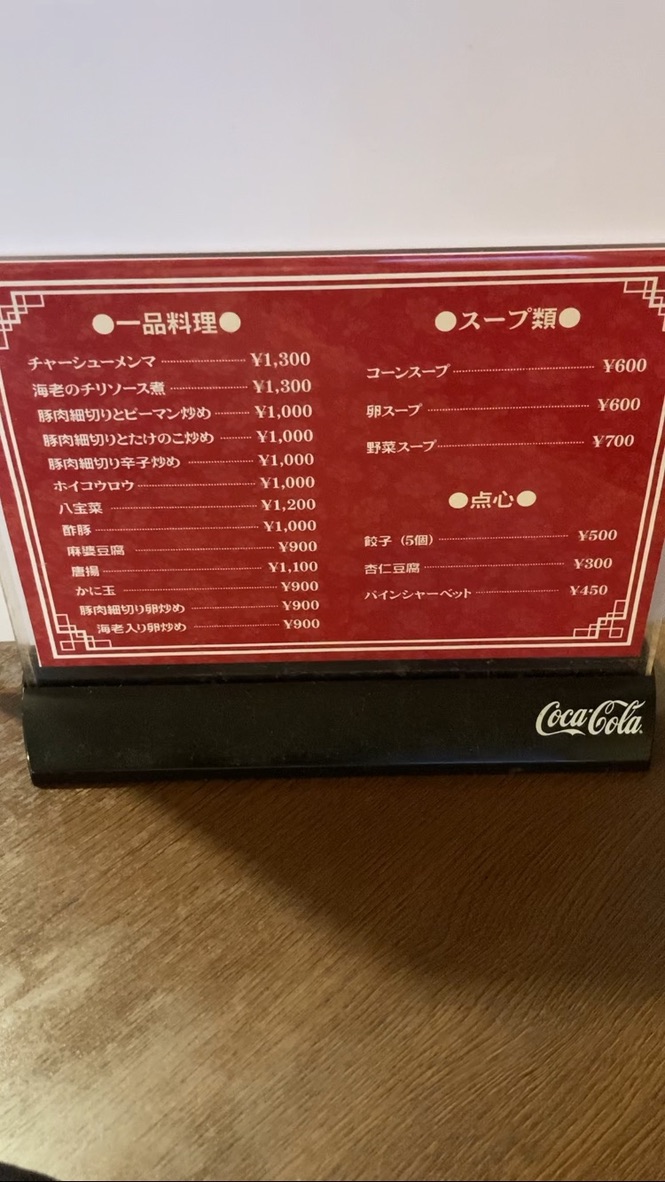 ●一品料理●
チャーシューメンマ ¥1,300
海老のチリソース煮 ¥1,300
豚肉細切りとピーマン炒め ¥1,000
豚肉細切りとたけのこ炒め ¥1,000
豚肉細切り辛子炒め ¥1,000
ホイコウロウ ¥1,000
八宝菜 ¥1,200
酢豚 ¥1,000
麻婆豆腐 ¥900
唐揚 ¥1,100
かに玉 ¥900
豚肉細切り卵炒め ¥900
海老入り卵炒め ¥900
●スープ類●
コーンスープ ¥600
卵スープ ¥600
野菜スープ ¥700
●点心●
餃子（5個） ¥500
杏仁豆腐 ¥300
パインシャーベット ¥450
Coca-Cola